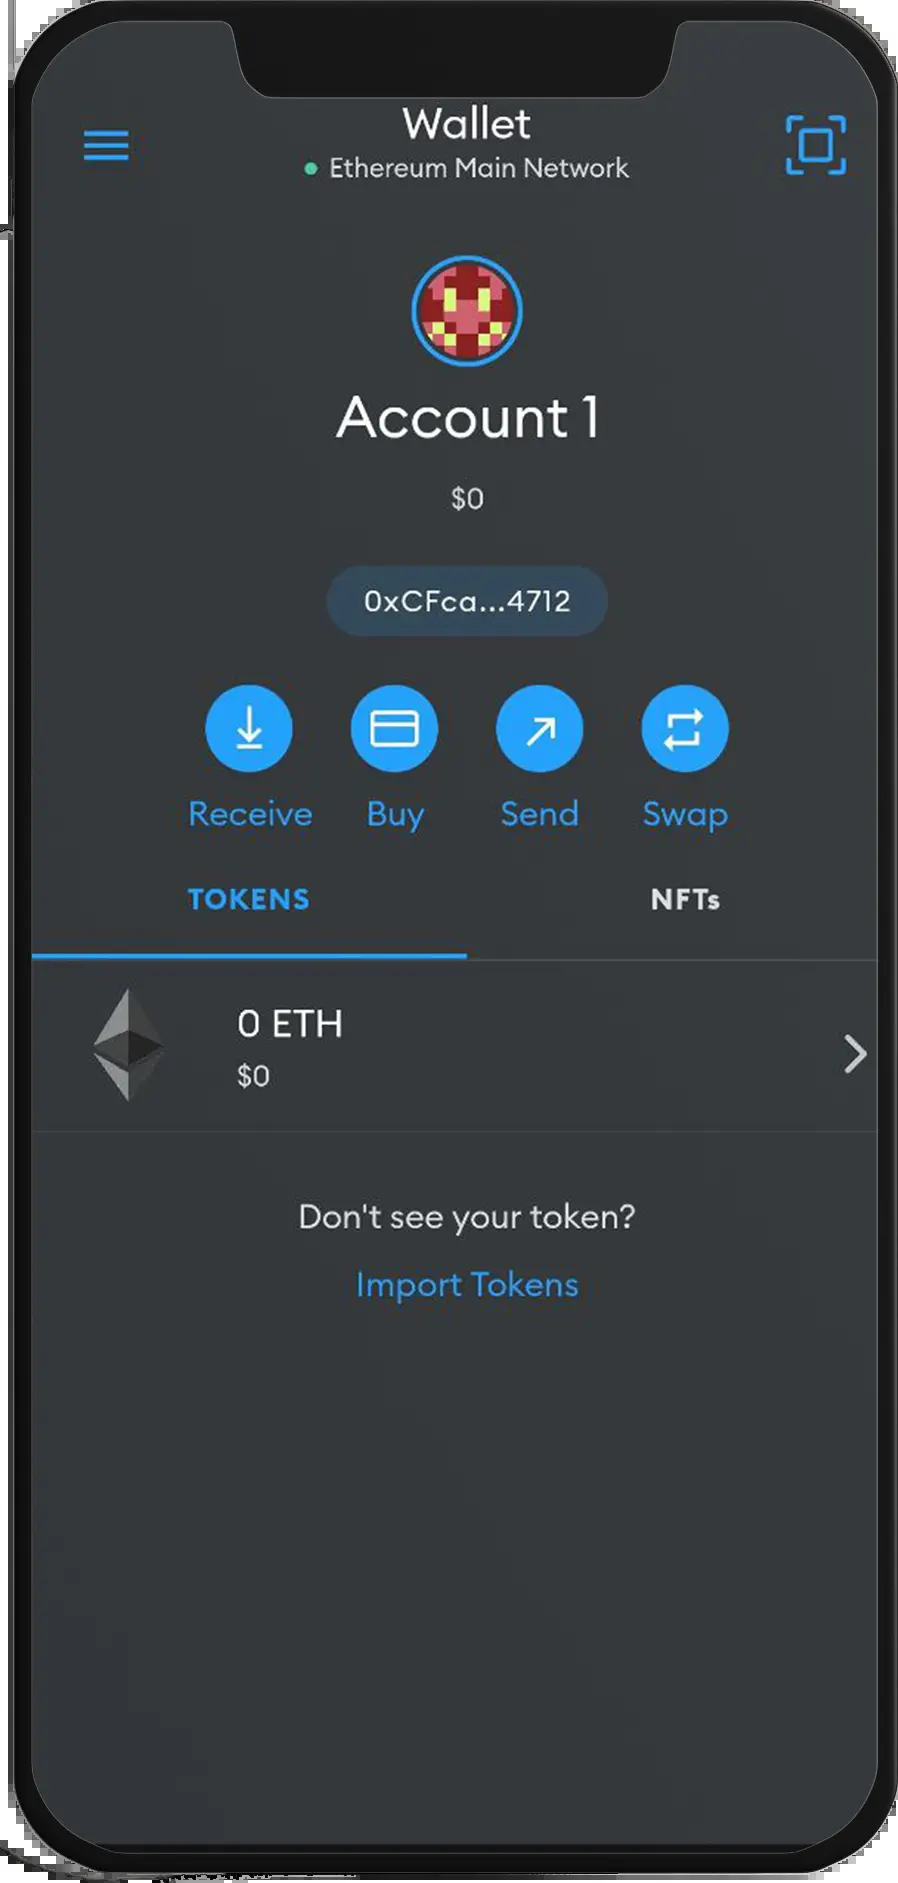 Wallet
Ethereum Main Network
Account 1
$0
0xCFca...4712
Receive Buy Send Swap
TOKENS NFTs
0 ETH
$0
Don't see your token?
Import Tokens